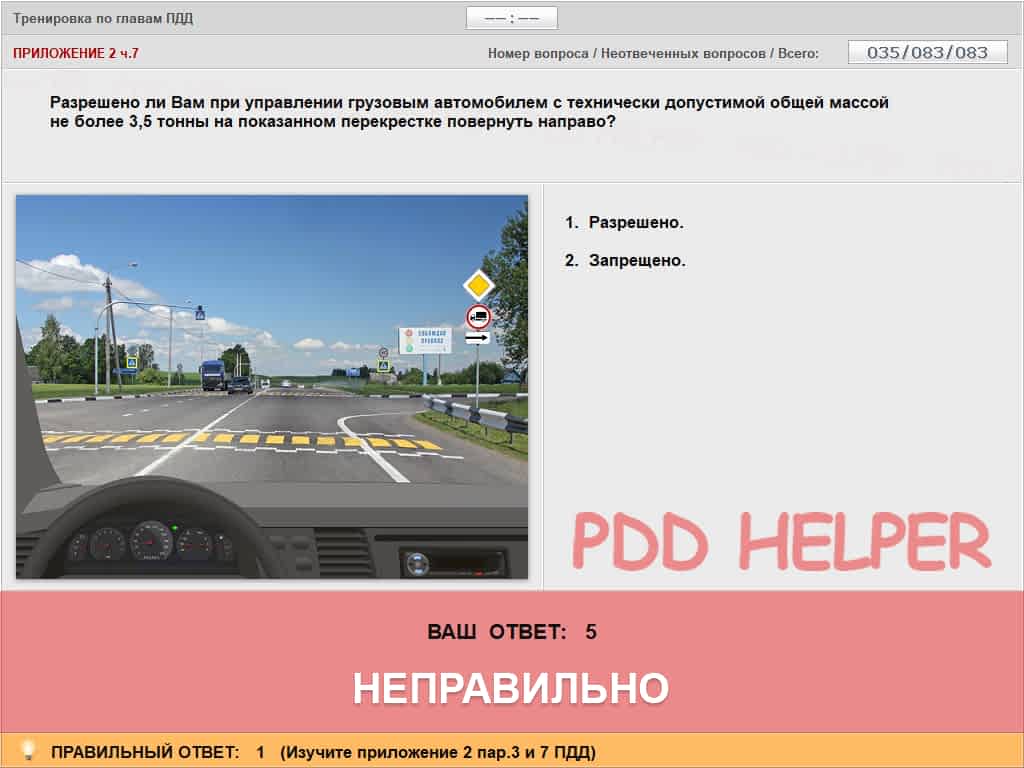 Тренировка по главам ПДД
—— : ——
ПРИЛОЖЕНИЕ 2 ч.7
Номер вопроса / Неотвеченных вопросов / Всего:
035/083/083
Разрешено ли Вам при управлении грузовым автомобилем с технически допустимой общей массой
не более 3,5 тонны на показанном перекрестке повернуть направо?
1. Разрешено.
2. Запрещено.
PDD HELPER
ВАШ ОТВЕТ: 5
НЕПРАВИЛЬНО
ПРАВИЛЬНЫЙ ОТВЕТ: 1 (Изучите приложение 2 пар.3 и 7 ПДД)